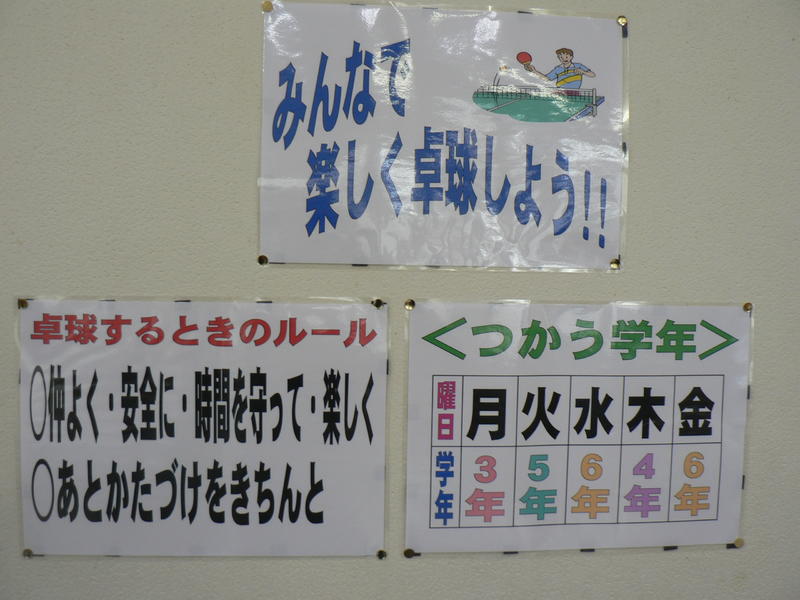 みんなで
楽しく卓球しよう!!
卓球するときのルール
○仲よく・安全に・時間を守って・楽しく
○あとかたづけをきちんと
＜つかう学年＞
曜日 月 火 水 木 金
学年 3年 5年 6年 4年 6年